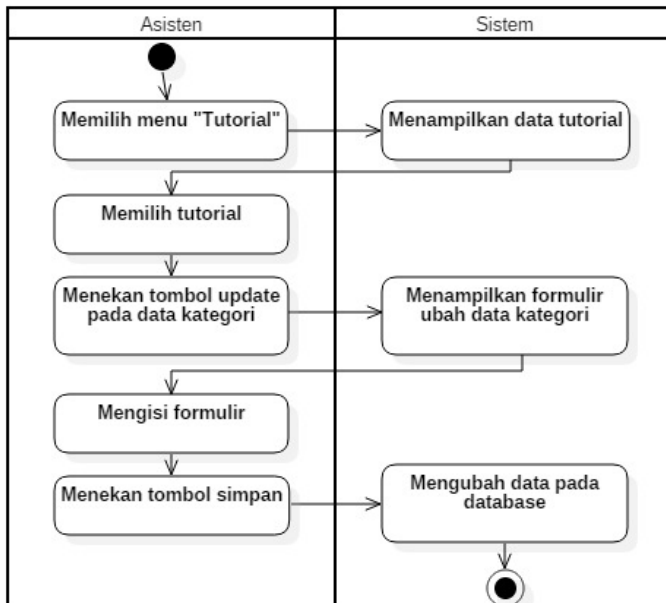 Asisten
Sistem
Memilih menu "Tutorial"
Menampilkan data tutorial
Memilih tutorial
Menekan tombol update
pada data kategori
Menampilkan formulir
ubah data kategori
Mengisi formulir
Menekan tombol simpan
Mengubah data pada
database